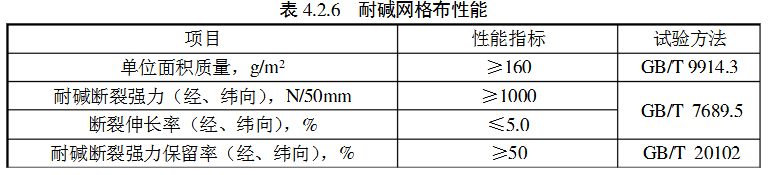 表 4.2.6 耐碱网格布性能
项目 性能指标 试验方法
单位面积质量，g/m² ≥160 GB/T 9914.3
耐碱断裂强力（经、纬向），N/50mm ≥1000 GB/T 7689.5
断裂伸长率（经、纬向），% ≤5.0
耐碱断裂强力保留率（经、纬向），% ≥50 GB/T 20102